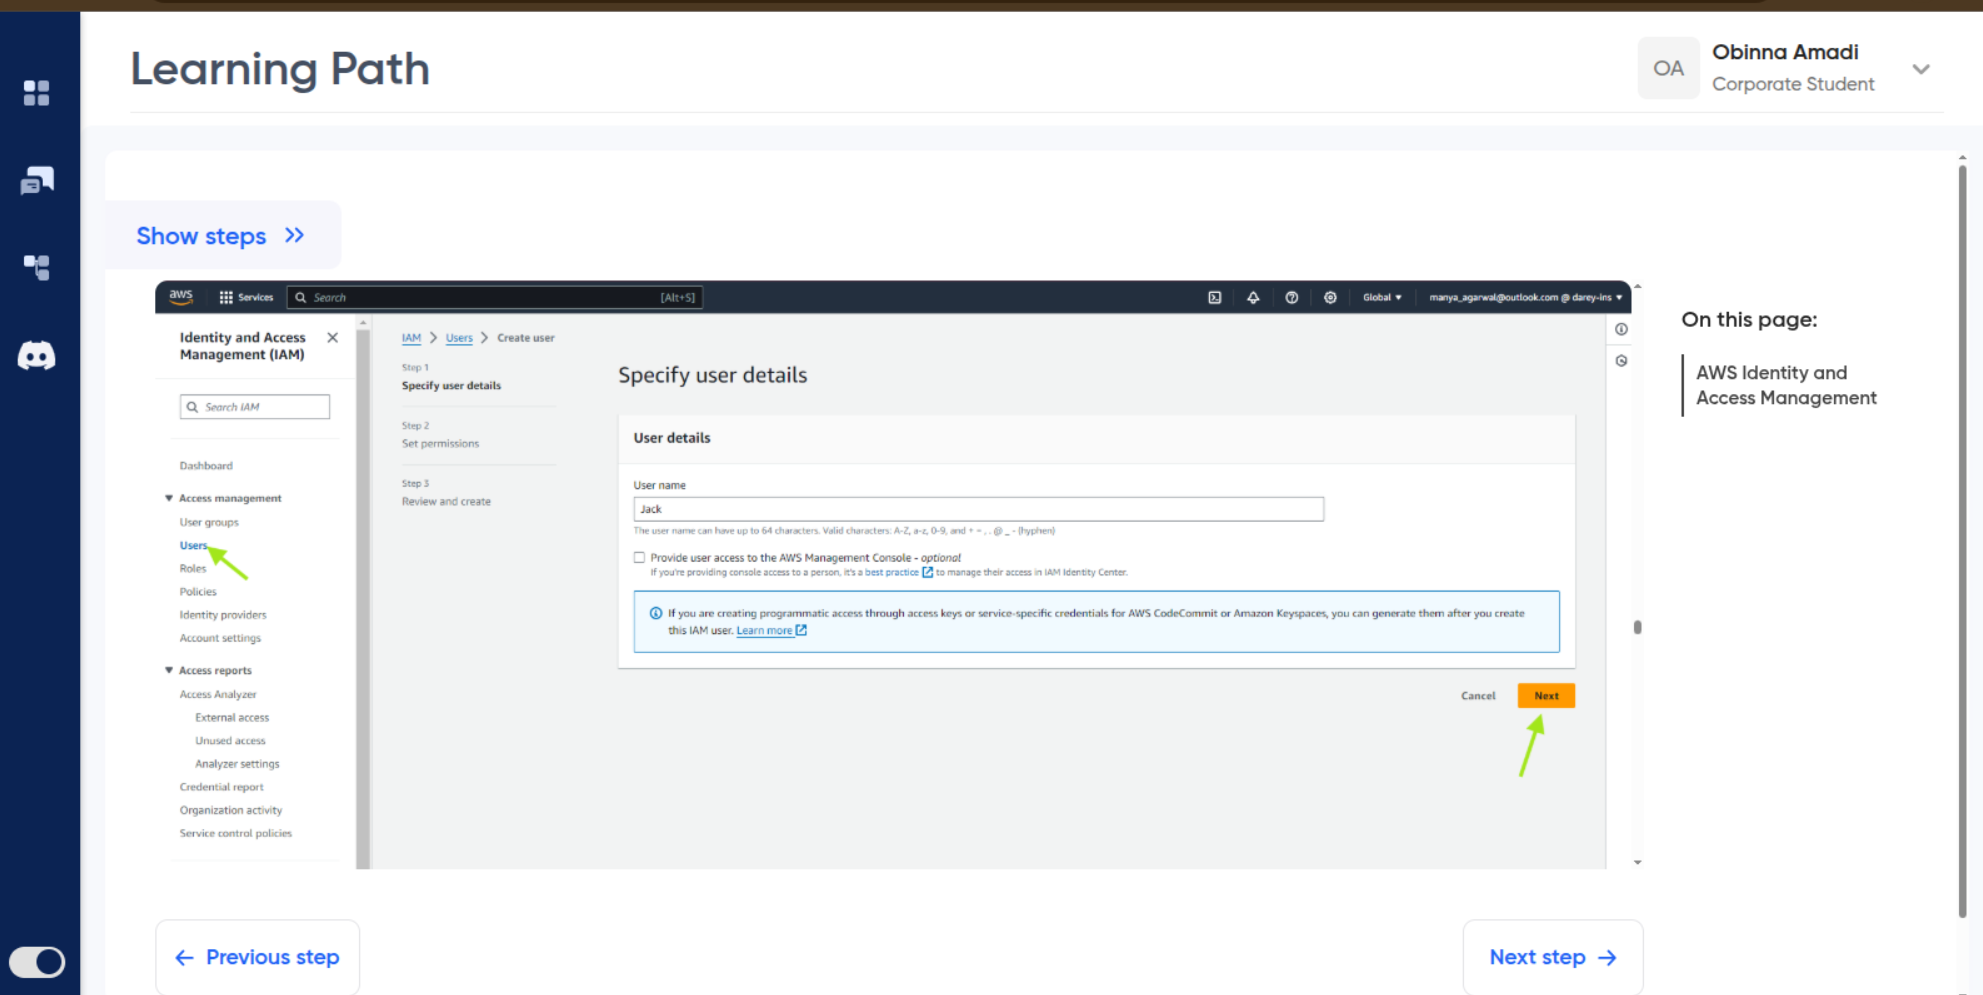 Learning Path
OA
Obinna Amadi
Corporate Student
Show steps
aws
Services
Search
[Alt+S]
Global
manya_agarwal@outlook.com @ darey-ins
Identity and Access
Management (IAM)
Search IAM
Dashboard
Access management
User groups
Users
Roles
Policies
Identity providers
Account settings
Access reports
Access Analyzer
External access
Unused access
Analyzer settings
Credential report
Organization activity
Service control policies
IAM > Users > Create user
Step 1
Specify user details
Step 2
Set permissions
Step 3
Review and create
Specify user details
User details
User name
Jack
The user name can have up to 64 characters. Valid characters: A-Z, a-z, 0-9, and + = , . @ _ - (hyphen)
Provide user access to the AWS Management Console - optional
If you're providing console access to a person, it's a best practice to manage their access in IAM Identity Center.
If you are creating programmatic access through access keys or service-specific credentials for AWS CodeCommit or Amazon Keyspaces, you can generate them after you create
this IAM user. Learn more
Cancel
Next
On this page:
AWS Identity and
Access Management
Previous step
Next step